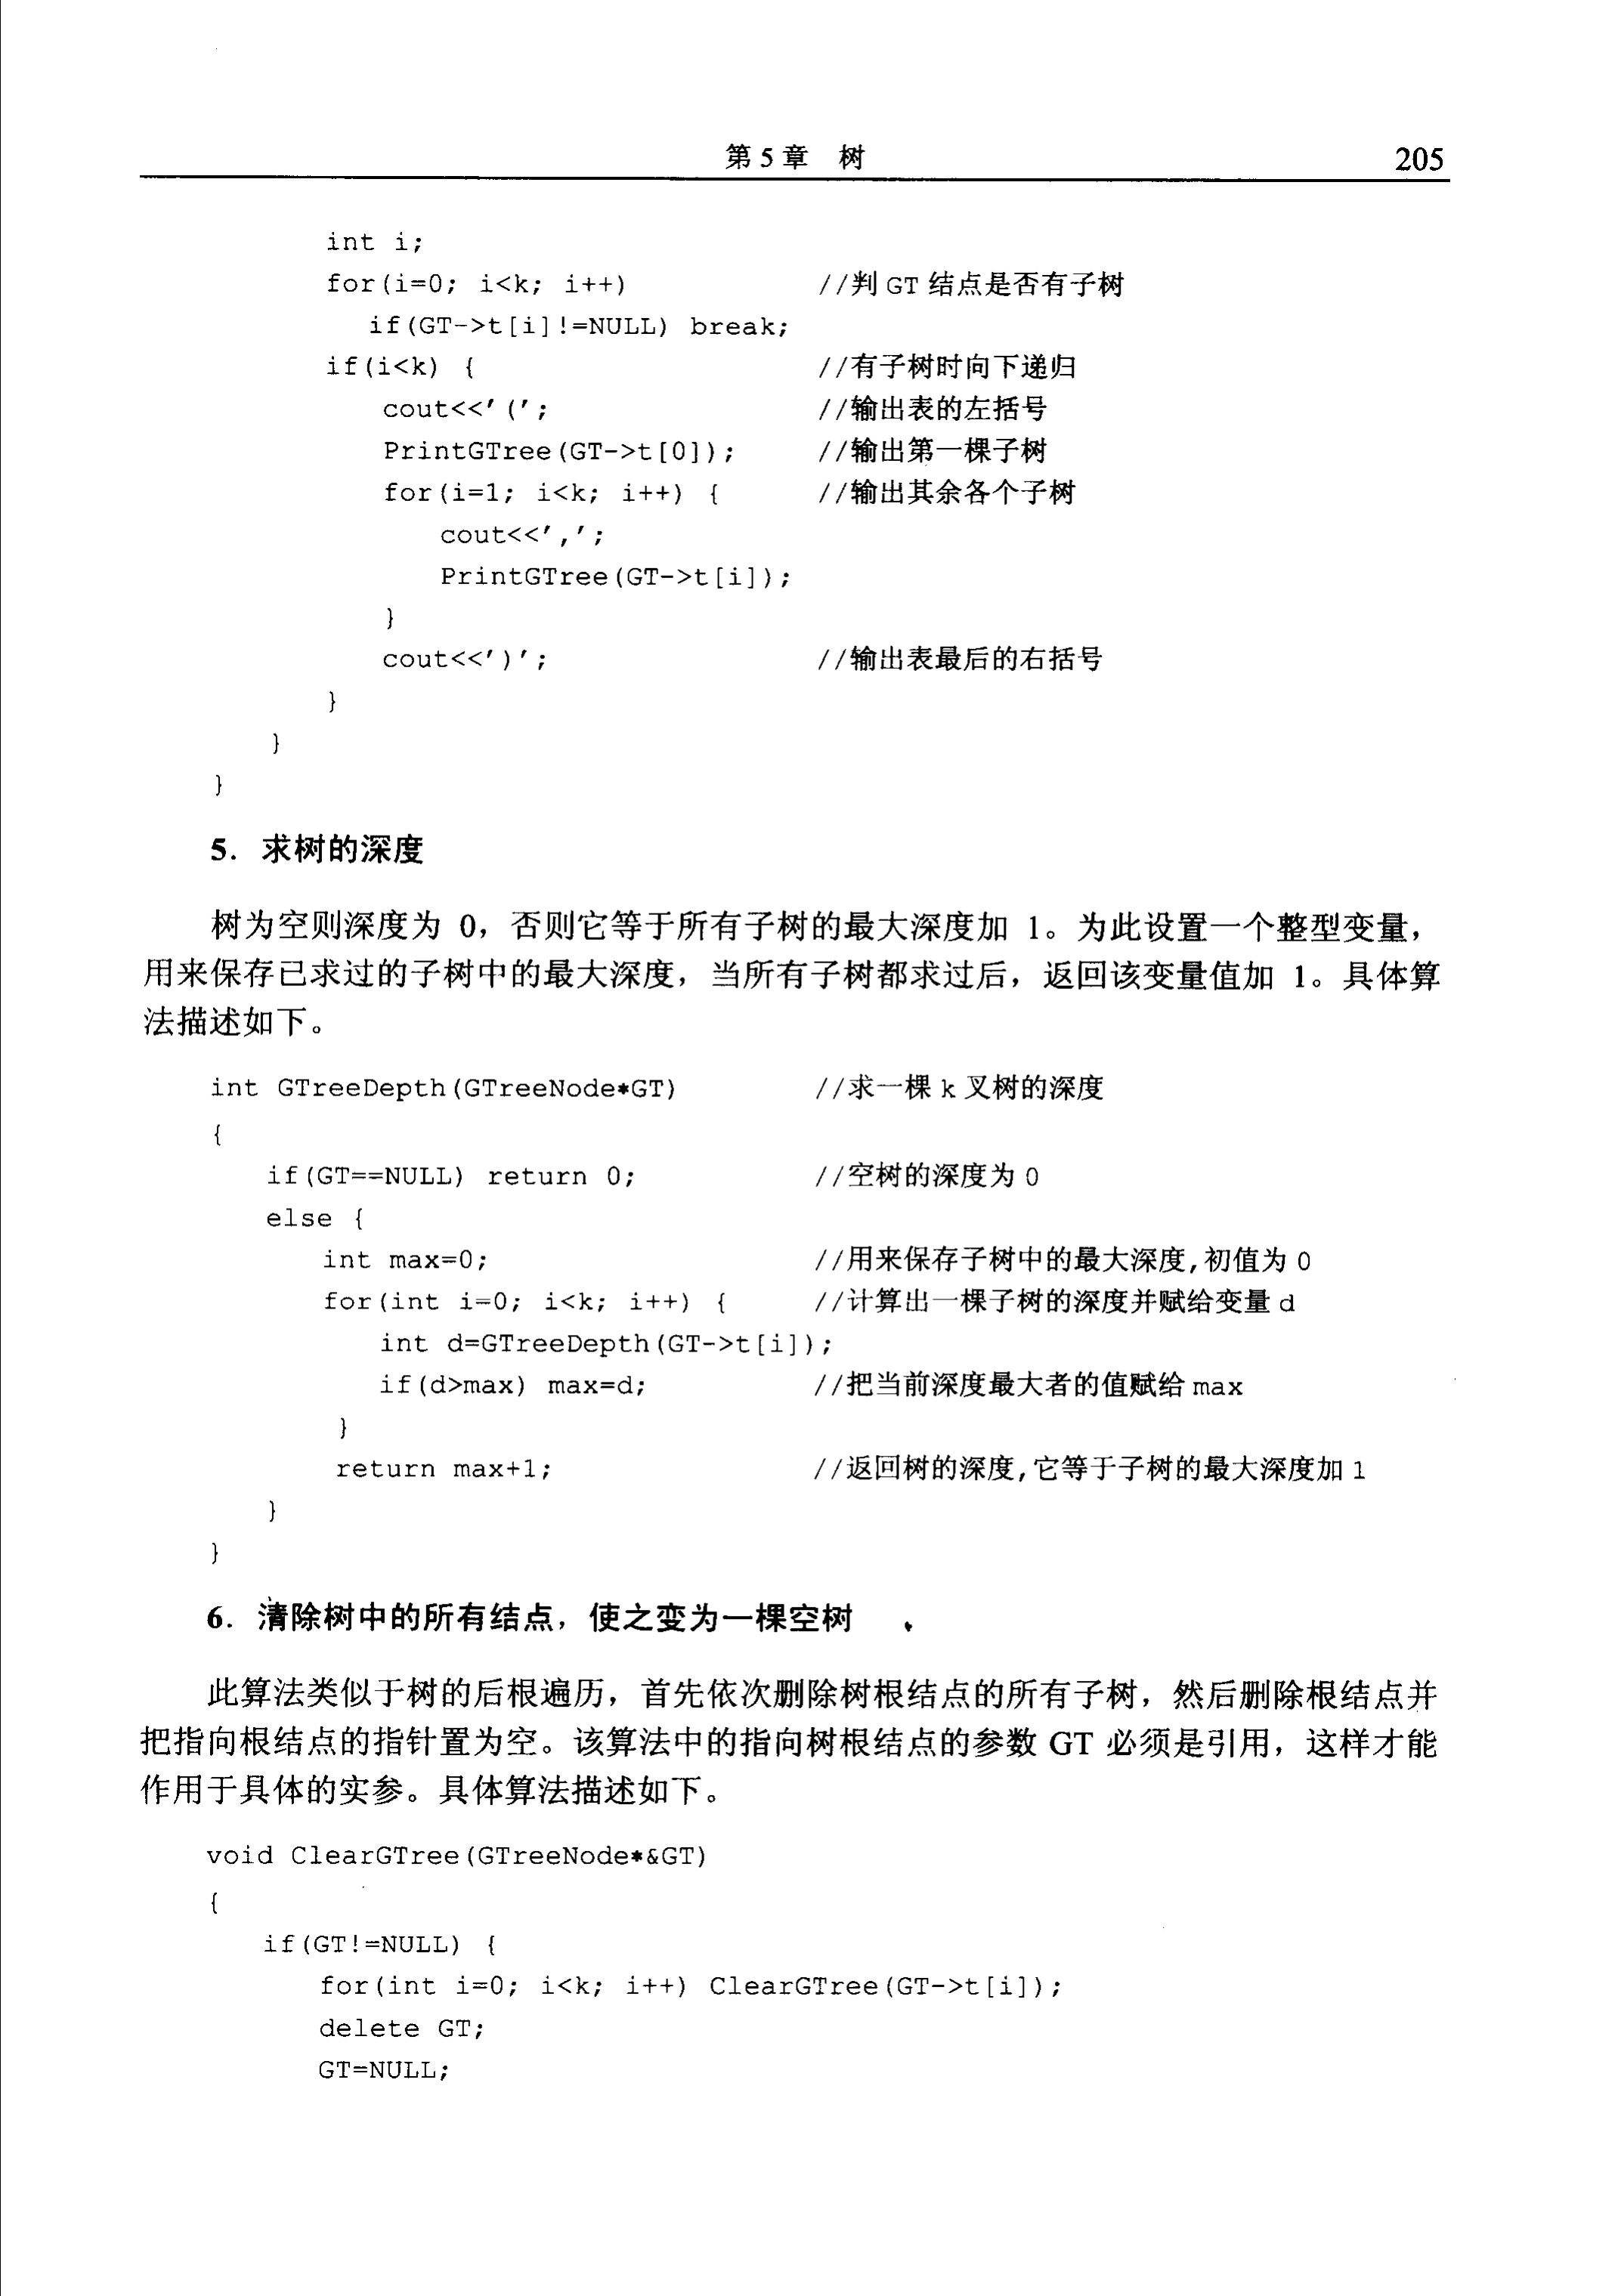 第5章 树 205
int i;
for(i=0; i<k; i++) //判GT结点是否有子树
if(GT->t[i]!=NULL) break;
if(i<k) { //有子树时向下递归
cout<<'('; //输出表的左括号
PrintGTree(GT->t[0]); //输出第一棵子树
for(i=1; i<k; i++) { //输出其余各个子树
cout<<',';
PrintGTree(GT->t[i]);
}
cout<<')'; //输出表最后的右括号
}
}
}
5. 求树的深度
树为空则深度为 0，否则它等于所有子树的最大深度加 1。为此设置一个整型变量，
用来保存已求过的子树中的最大深度，当所有子树都求过后，返回该变量值加 1。具体算
法描述如下。
int GTreeDepth(GTreeNode*GT) //求一棵k叉树的深度
{
if(GT==NULL) return 0; //空树的深度为0
else {
int max=0; //用来保存子树中的最大深度,初值为0
for(int i=0; i<k; i++) { //计算出一棵子树的深度并赋给变量d
int d=GTreeDepth(GT->t[i]);
if(d>max) max=d; //把当前深度最大者的值赋给max
}
return max+1; //返回树的深度,它等于子树的最大深度加1
}
}
6. 清除树中的所有结点，使之变为一棵空树
此算法类似于树的后根遍历，首先依次删除树根结点的所有子树，然后删除根结点并
把指向根结点的指针置为空。该算法中的指向树根结点的参数 GT 必须是引用，这样才能
作用于具体的实参。具体算法描述如下。
void ClearGTree(GTreeNode*&GT)
{
if(GT!=NULL) {
for(int i=0; i<k; i++) ClearGTree(GT->t[i]);
delete GT;
GT=NULL;